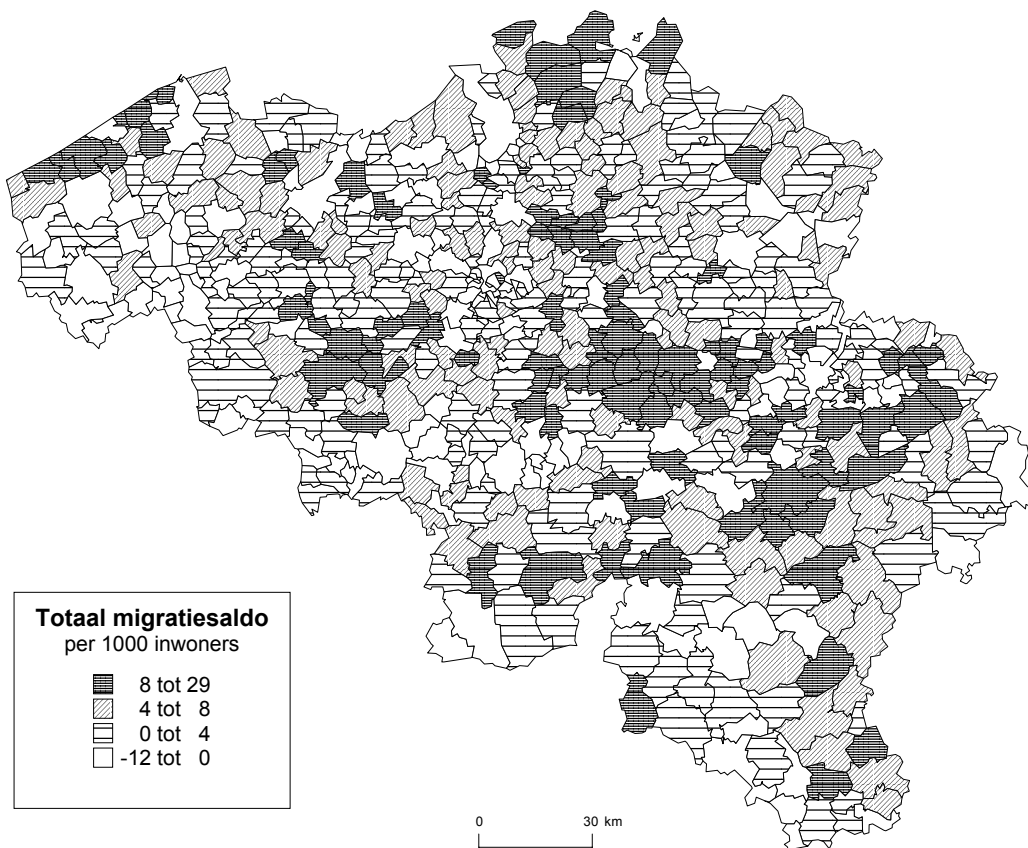 Totaal migratiesaldo
per 1000 inwoners
8 tot 29
4 tot 8
0 tot 4
-12 tot 0
0 30 km